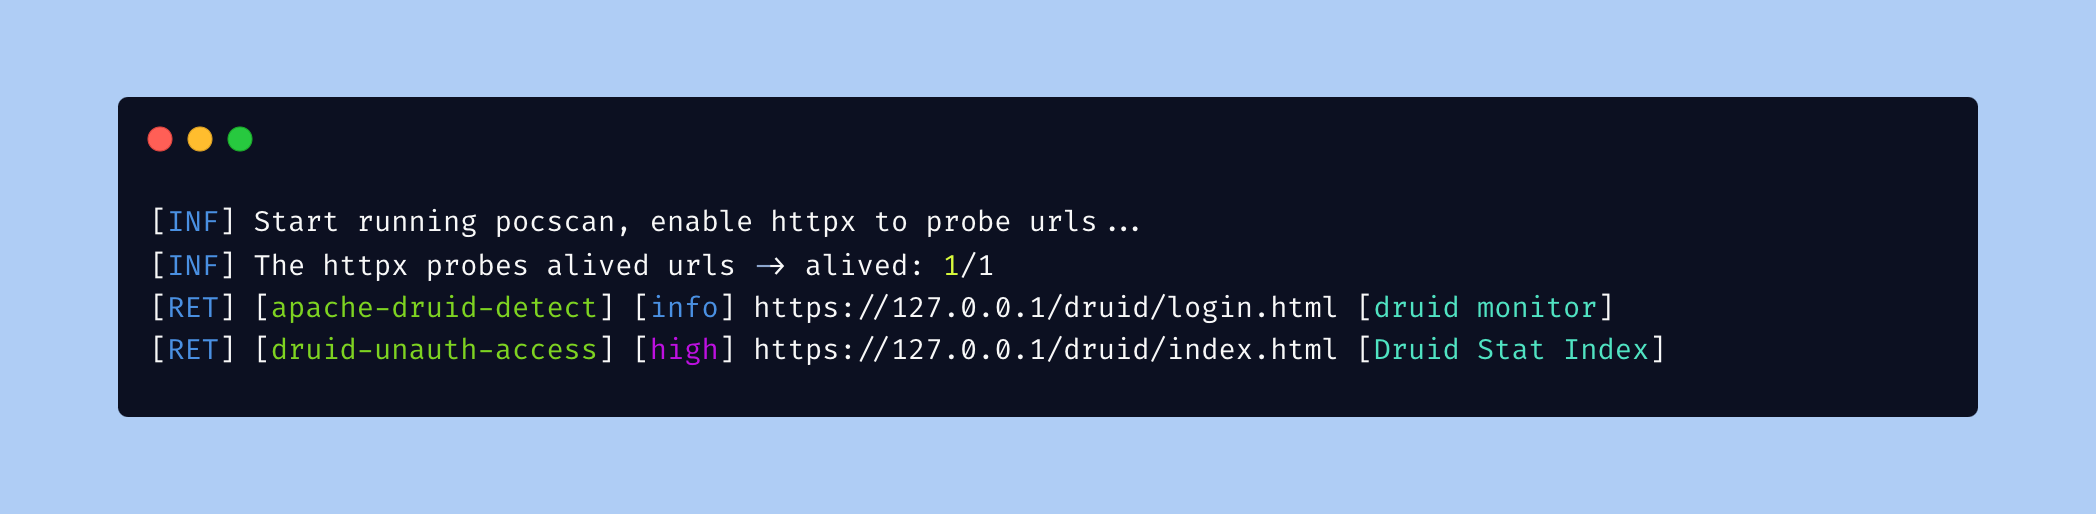 [INF] Start running pocscan, enable httpx to probe urls...
[INF] The httpx probes alived urls -> alived: 1/1
[RET] [apache-druid-detect] [info] https://127.0.0.1/druid/login.html [druid monitor]
[RET] [druid-unauth-access] [high] https://127.0.0.1/druid/index.html [Druid Stat Index]